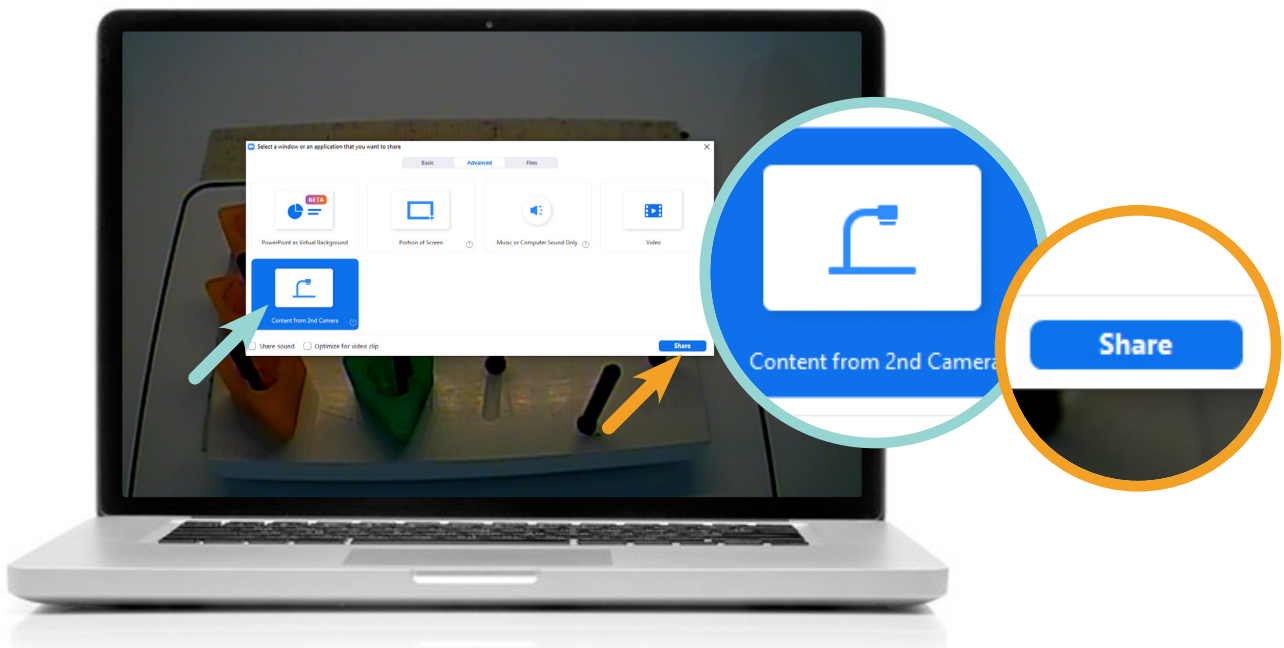 Select a window or an application that you want to share
Basic
Advanced
Files
BETA
PowerPoint as Virtual Background
Portion of Screen
Music or Computer Sound Only
Video
Content from 2nd Camera
Share sound
Optimize for video clip
Share
Content from 2nd Camera
Share